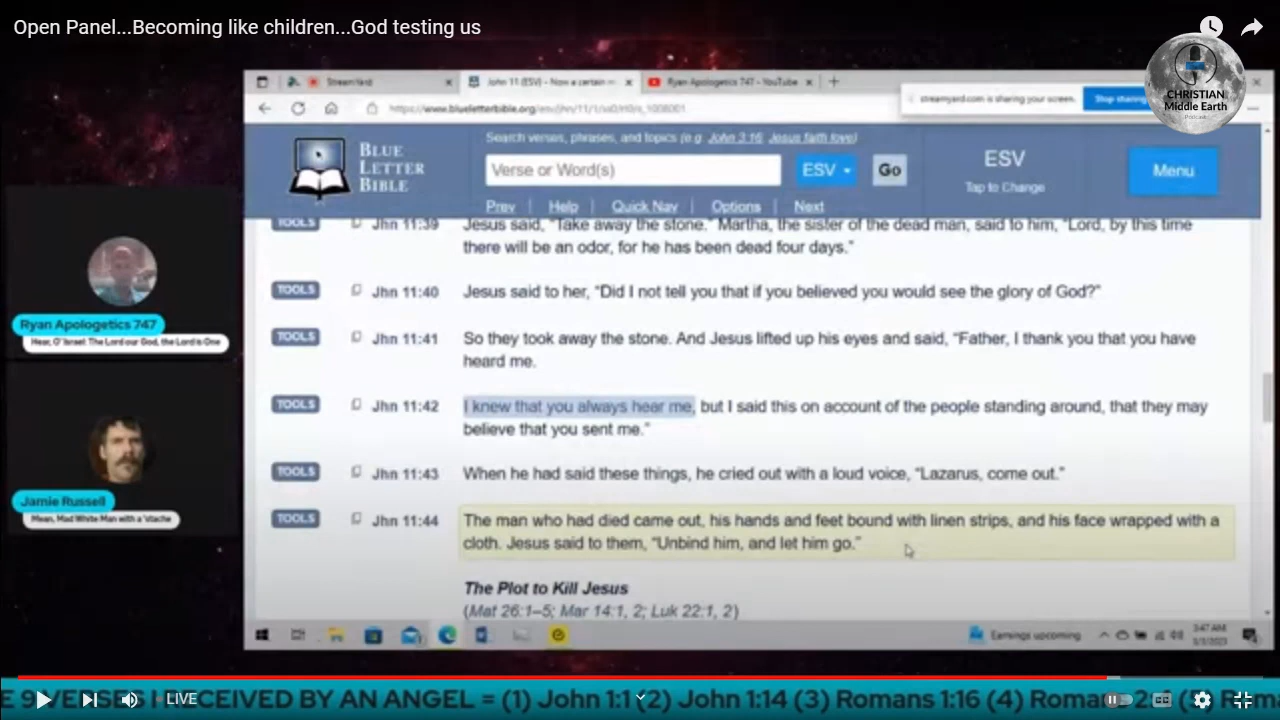 Open Panel...Becoming like children...God testing us
CHRISTIAN
Middle Earth
Podcast
StreamYard
John 11 (ESV) - Now a certain m
Ryan Apologetics 747 - YouTube
streamyard.com is sharing your screen.
Stop sharing
BLUE
LETTER
BIBLE
Search verses, phrases, and topics (e.g. John 3:16, Jesus faith love)
Verse or Word(s)
ESV
Go
Prev | Help | Quick Nav | Options | Next
ESV
Tap to Change
Menu
TOOLS Jhn 11:39 Jesus said, "Take away the stone." Martha, the sister of the dead man, said to him, "Lord, by this time
there will be an odor, for he has been dead four days."
TOOLS Jhn 11:40 Jesus said to her, "Did I not tell you that if you believed you would see the glory of God?"
TOOLS Jhn 11:41 So they took away the stone. And Jesus lifted up his eyes and said, "Father, I thank you that you have
heard me.
TOOLS Jhn 11:42 I knew that you always hear me, but I said this on account of the people standing around, that they may
believe that you sent me."
TOOLS Jhn 11:43 When he had said these things, he cried out with a loud voice, "Lazarus, come out."
TOOLS Jhn 11:44 The man who had died came out, his hands and feet bound with linen strips, and his face wrapped with a
cloth. Jesus said to them, "Unbind him, and let him go."
The Plot to Kill Jesus
(Mat 26:1–5; Mar 14:1, 2; Luk 22:1, 2)
Ryan Apologetics 747
Hear, O' Israel: The Lord our God, the Lord is One
Jamie Russell
Mean, Mad White Man with a 'stache
Earnings upcoming
3:47 AM
E 9 VERSES RECEIVED BY AN ANGEL = (1) John 1:1 (2) John 1:14 (3) Romans 1:16 (4) Roman
LIVE